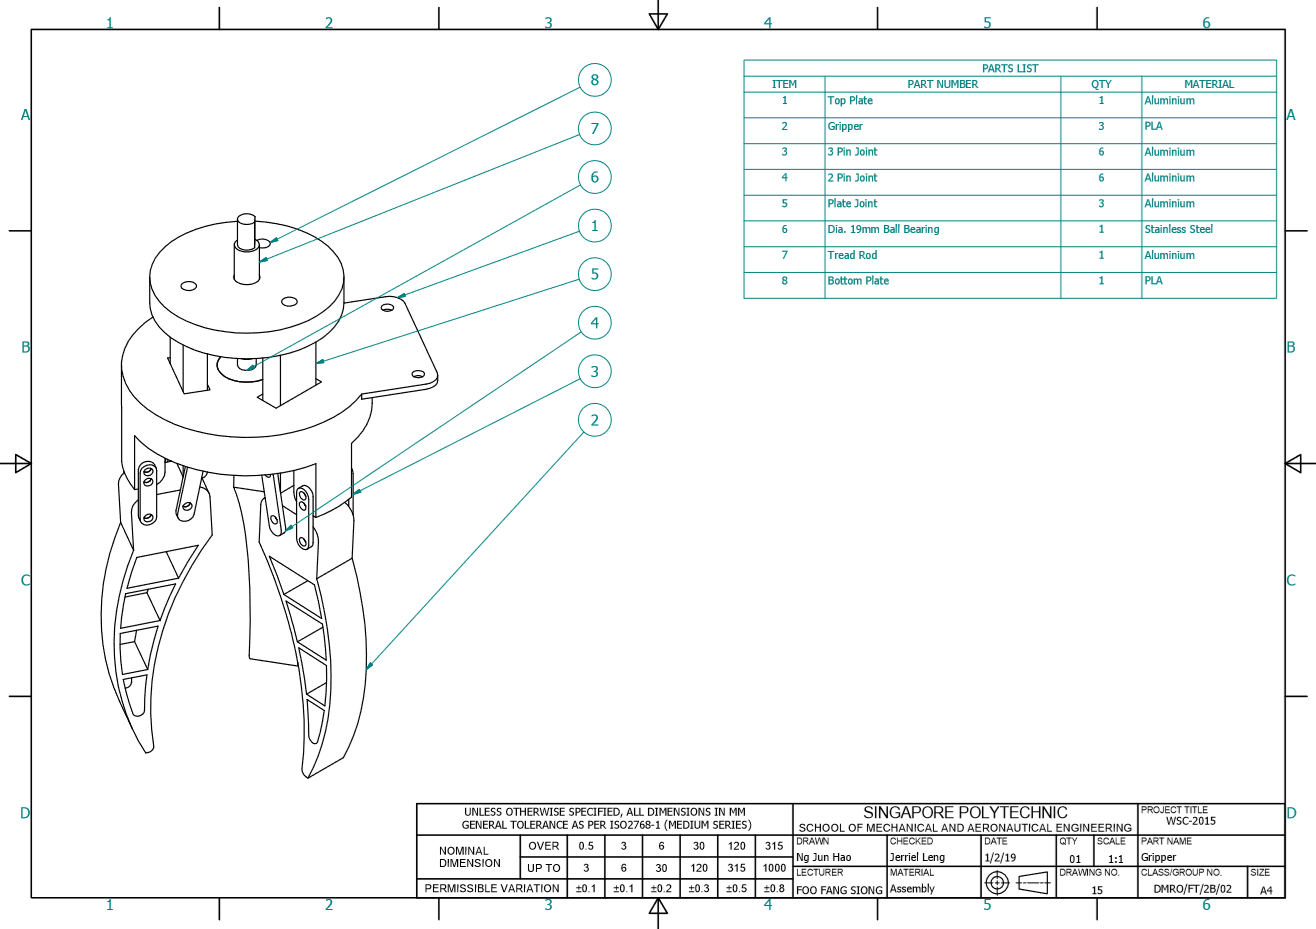 1 2 3 4 5 6
A A
B B
C C
D D
8
7
6
1
5
4
3
2
PARTS LIST
ITEM PART NUMBER QTY MATERIAL
1 Top Plate 1 Aluminium
2 Gripper 3 PLA
3 3 Pin Joint 6 Aluminium
4 2 Pin Joint 6 Aluminium
5 Plate Joint 3 Aluminium
6 Dia. 19mm Ball Bearing 1 Stainless Steel
7 Tread Rod 1 Aluminium
8 Bottom Plate 1 PLA
UNLESS OTHERWISE SPECIFIED, ALL DIMENSIONS IN MM
GENERAL TOLERANCE AS PER ISO2768-1 (MEDIUM SERIES)
NOMINAL
DIMENSION
OVER 0.5 3 6 30 120 315
UP TO 3 6 30 120 315 1000
PERMISSIBLE VARIATION ±0.1 ±0.1 ±0.2 ±0.3 ±0.5 ±0.8
SINGAPORE POLYTECHNIC
SCHOOL OF MECHANICAL AND AERONAUTICAL ENGINEERING
PROJECT TITLE
WSC-2015
DRAWN CHECKED DATE QTY SCALE PART NAME
Ng Jun Hao Jerriel Leng 1/2/19 01 1:1 Gripper
LECTURER MATERIAL DRAWING NO. CLASS/GROUP NO. SIZE
FOO FANG SIONG Assembly 15 DMRO/FT/2B/02 A4
1 2 3 4 5 6